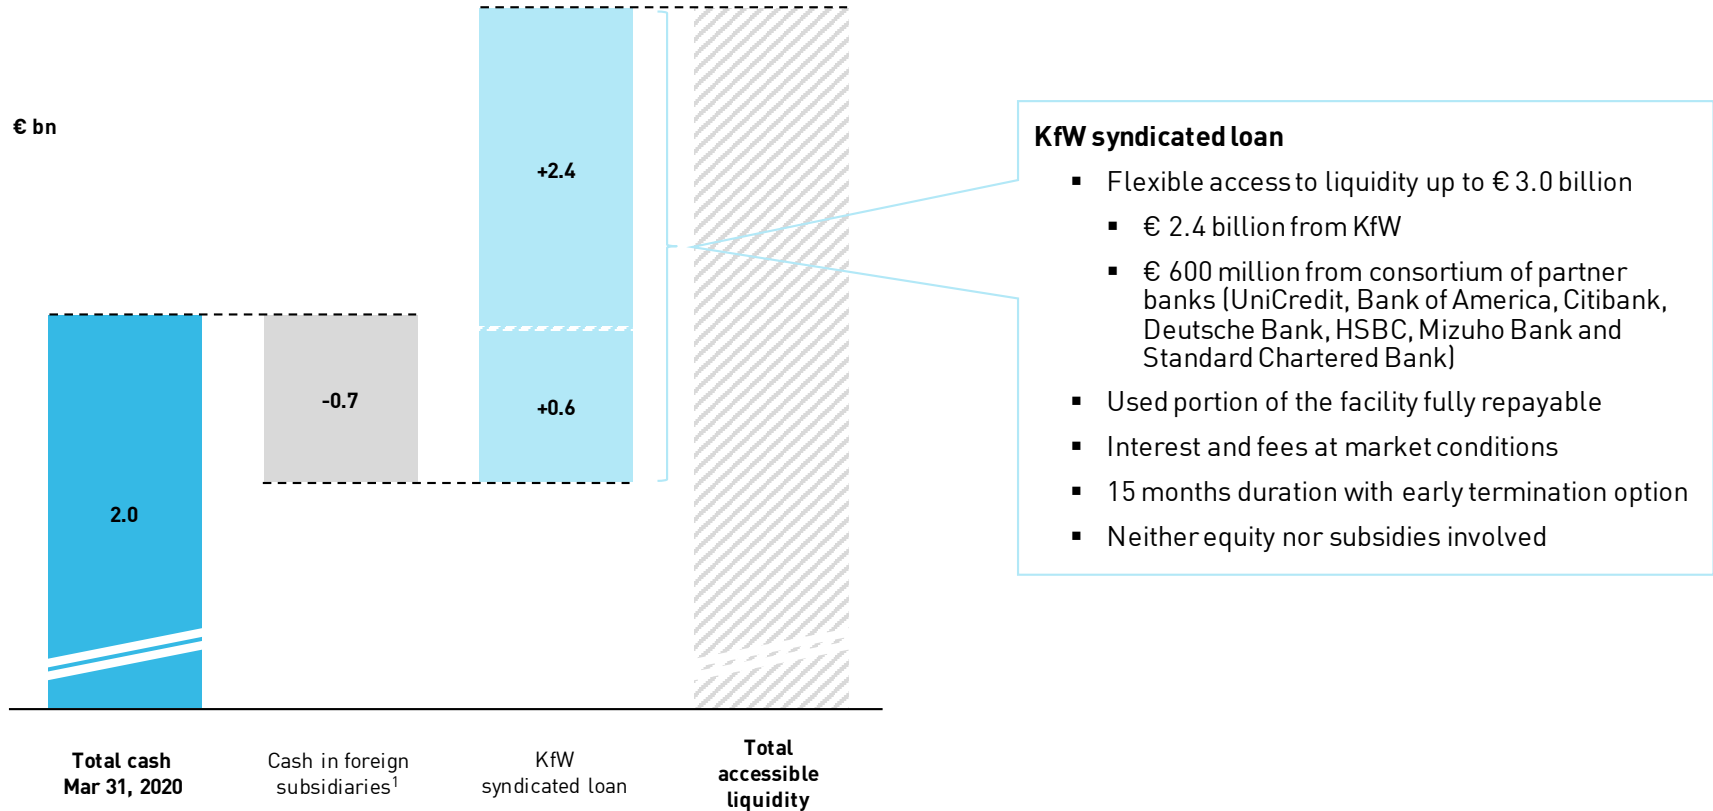 € bn
+2.4
+0.6
-0.7
2.0
Total cash
Mar 31, 2020
Cash in foreign
subsidiaries1
KfW
syndicated loan
Total
accessible
liquidity
KfW syndicated loan
▪ Flexible access to liquidity up to € 3.0 billion
▪ € 2.4 billion from KfW
▪ € 600 million from consortium of partner
banks (UniCredit, Bank of America, Citibank,
Deutsche Bank, HSBC, Mizuho Bank and
Standard Chartered Bank)
▪ Used portion of the facility fully repayable
▪ Interest and fees at market conditions
▪ 15 months duration with early termination option
▪ Neither equity nor subsidies involved